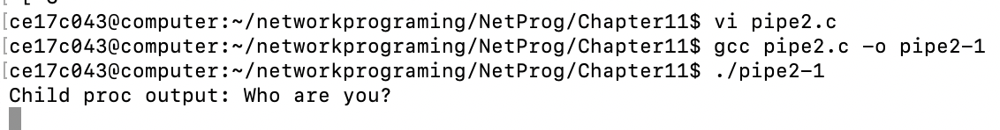 [ce17c043@computer:~/networkprograming/NetProg/Chapter11$ vi pipe2.c
[ce17c043@computer:~/networkprograming/NetProg/Chapter11$ gcc pipe2.c -o pipe2-1
[ce17c043@computer:~/networkprograming/NetProg/Chapter11$ ./pipe2-1
Child proc output: Who are you?